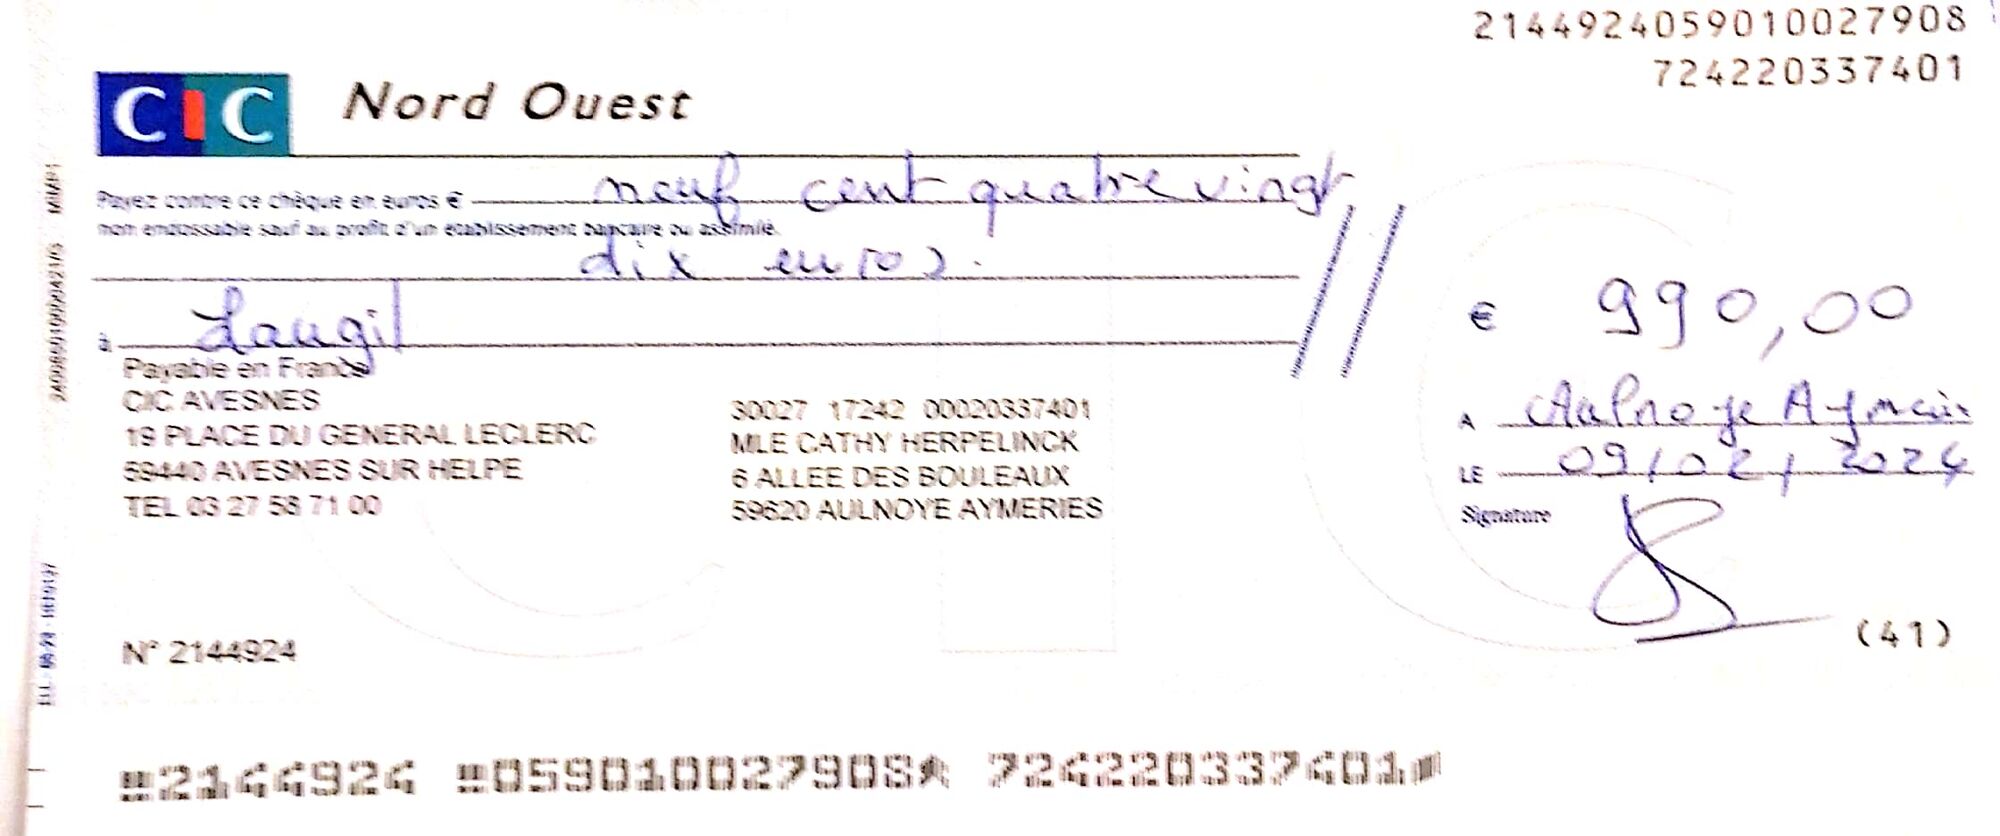 2144924059010027908
724220337401
CIC Nord Ouest
Payez contre ce chèque en euros € neuf cent quatre vingt
non endossable sauf au profit d'un établissement bancaire ou assimilé.
dix euros.
à Laugil
€ 990,00
Payable en France
CIC AVESNES
19 PLACE DU GENERAL LECLERC
59440 AVESNES SUR HELPE
TEL 03 27 58 71 00
30027 17242 00020337401
MLE CATHY HERPELINCK
6 ALLEE DES BOULEAUX
59620 AULNOYE AYMERIES
A Aulnoye
LE 09/02/2024
Signature
N° 2144924
(41)
2144924 059010027908 724220337401